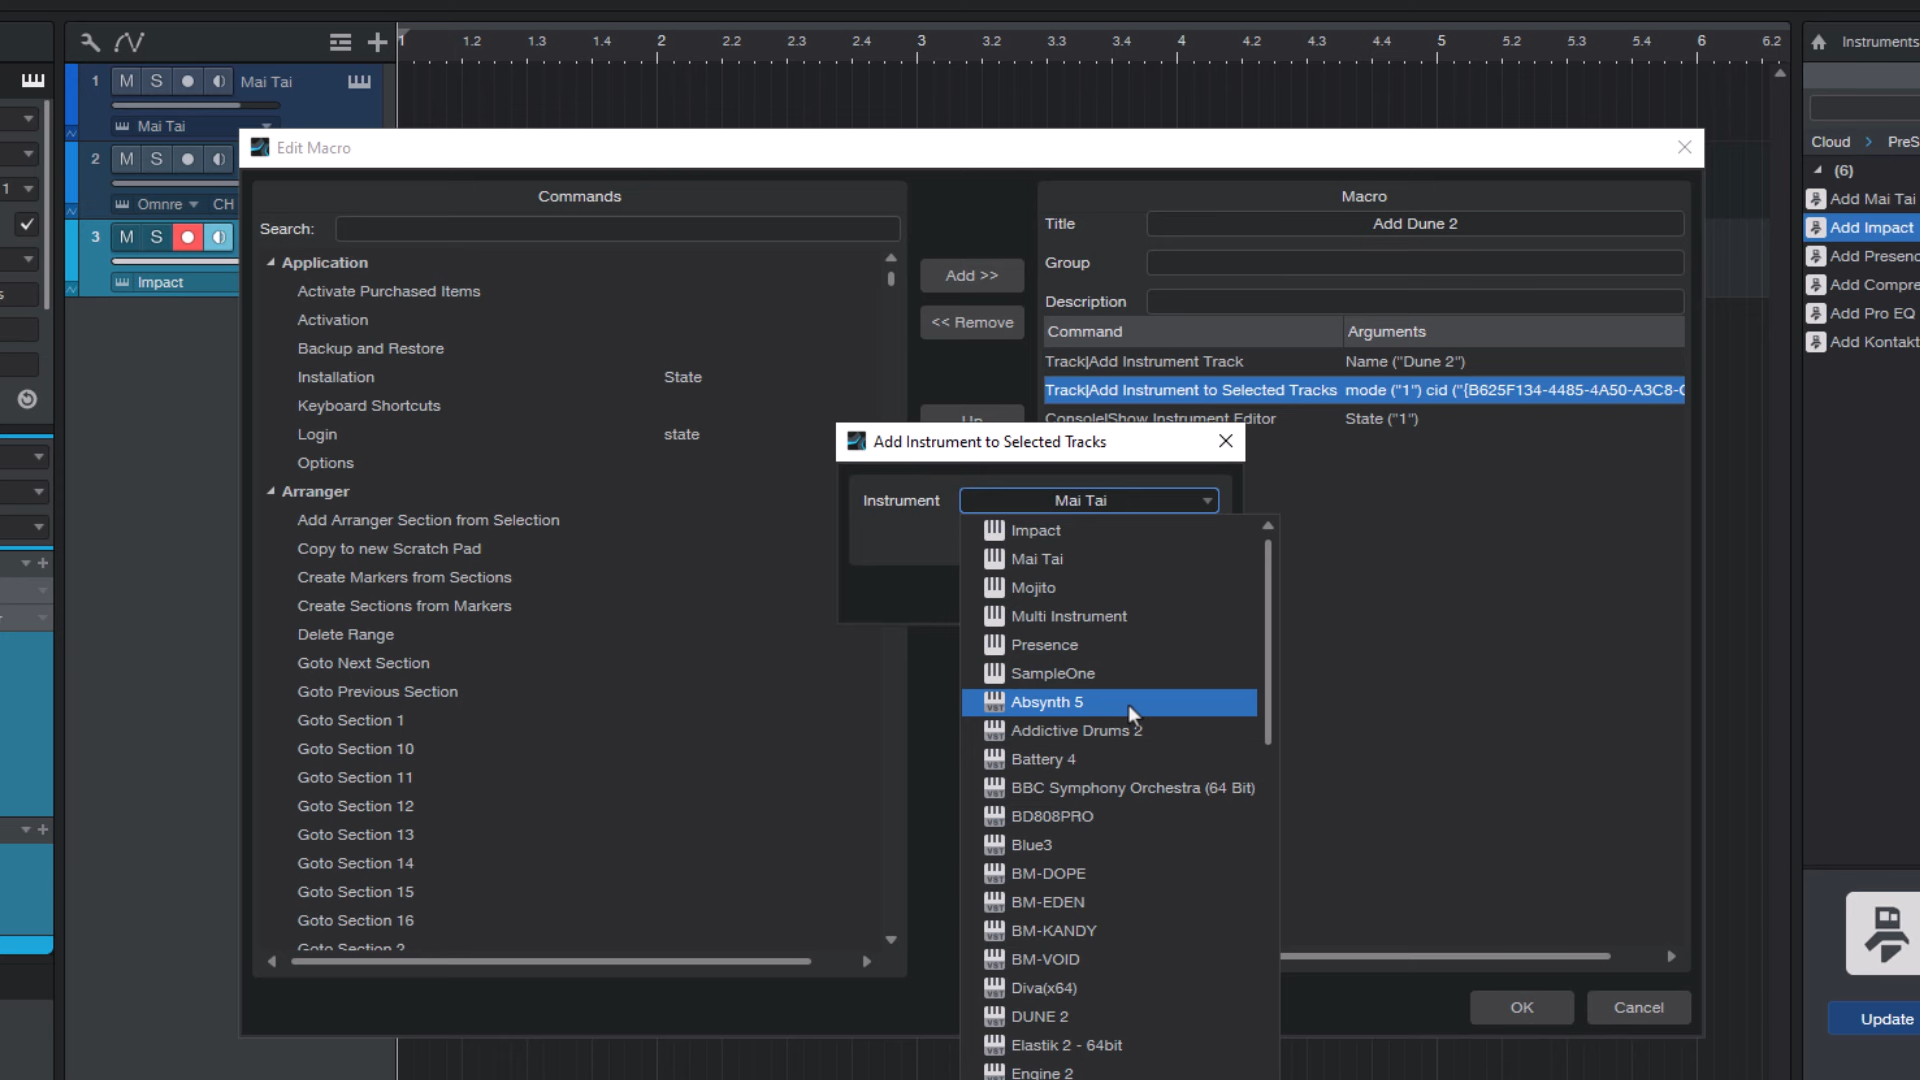 1 1.2 1.3 1.4 2 2.2 2.3 2.4 3 3.2 3.3 3.4 4 4.2 4.3 4.4 5 5.2 5.3 5.4 6 6.2
Instruments
1 M S Mai Tai
Mai Tai
2 M S
Omnre CH
3 M S
Impact
1
s
Edit Macro
Commands
Search:
Application
Activate Purchased Items
Activation
Backup and Restore
Installation State
Keyboard Shortcuts
Login state
Options
Arranger
Add Arranger Section from Selection
Copy to new Scratch Pad
Create Markers from Sections
Create Sections from Markers
Delete Range
Goto Next Section
Goto Previous Section
Goto Section 1
Goto Section 10
Goto Section 11
Goto Section 12
Goto Section 13
Goto Section 14
Goto Section 15
Goto Section 16
Goto Section 2
Add >>
<< Remove
Up
Macro
Title Add Dune 2
Group
Description
Command Arguments
Track|Add Instrument Track Name ("Dune 2")
Track|Add Instrument to Selected Tracks mode ("1") cid ("{B625F134-4485-4A50-A3C8-
Console|Show Instrument Editor State ("1")
Add Instrument to Selected Tracks
Instrument Mai Tai
Impact
Mai Tai
Mojito
Multi Instrument
Presence
SampleOne
Absynth 5
Addictive Drums 2
Battery 4
BBC Symphony Orchestra (64 Bit)
BD808PRO
Blue3
BM-DOPE
BM-EDEN
BM-KANDY
BM-VOID
Diva(x64)
DUNE 2
Elastik 2 - 64bit
Engine 2
OK Cancel
Cloud > PreS
(6)
Add Mai Tai
Add Impact
Add Presenc
Add Compre
Add Pro EQ
Add Kontakt
Update